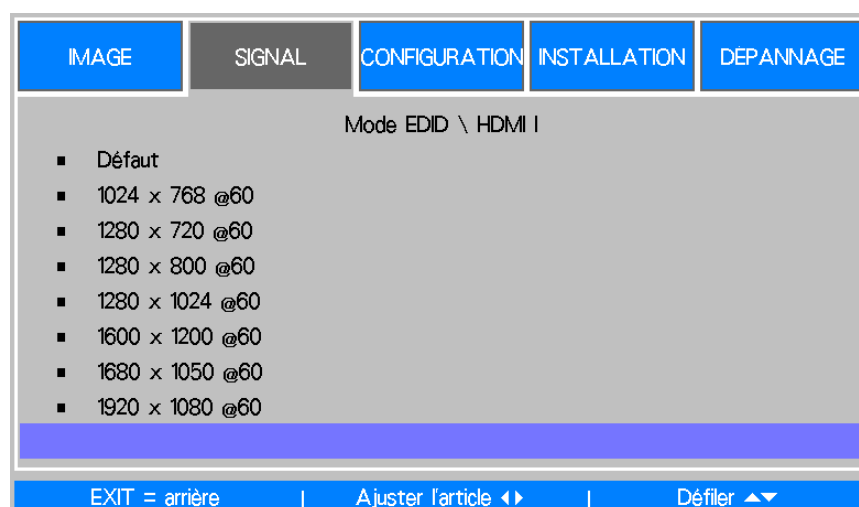 IMAGE SIGNAL CONFIGURATION INSTALLATION DÉPANNAGE
Mode EDID \ HDMI I
▪ Défaut
▪ 1024 x 768 @60
▪ 1280 x 720 @60
▪ 1280 x 800 @60
▪ 1280 x 1024 @60
▪ 1600 x 1200 @60
▪ 1680 x 1050 @60
▪ 1920 x 1080 @60
EXIT = arrière | Ajuster l'article ◂▸ | Défiler ▴▾